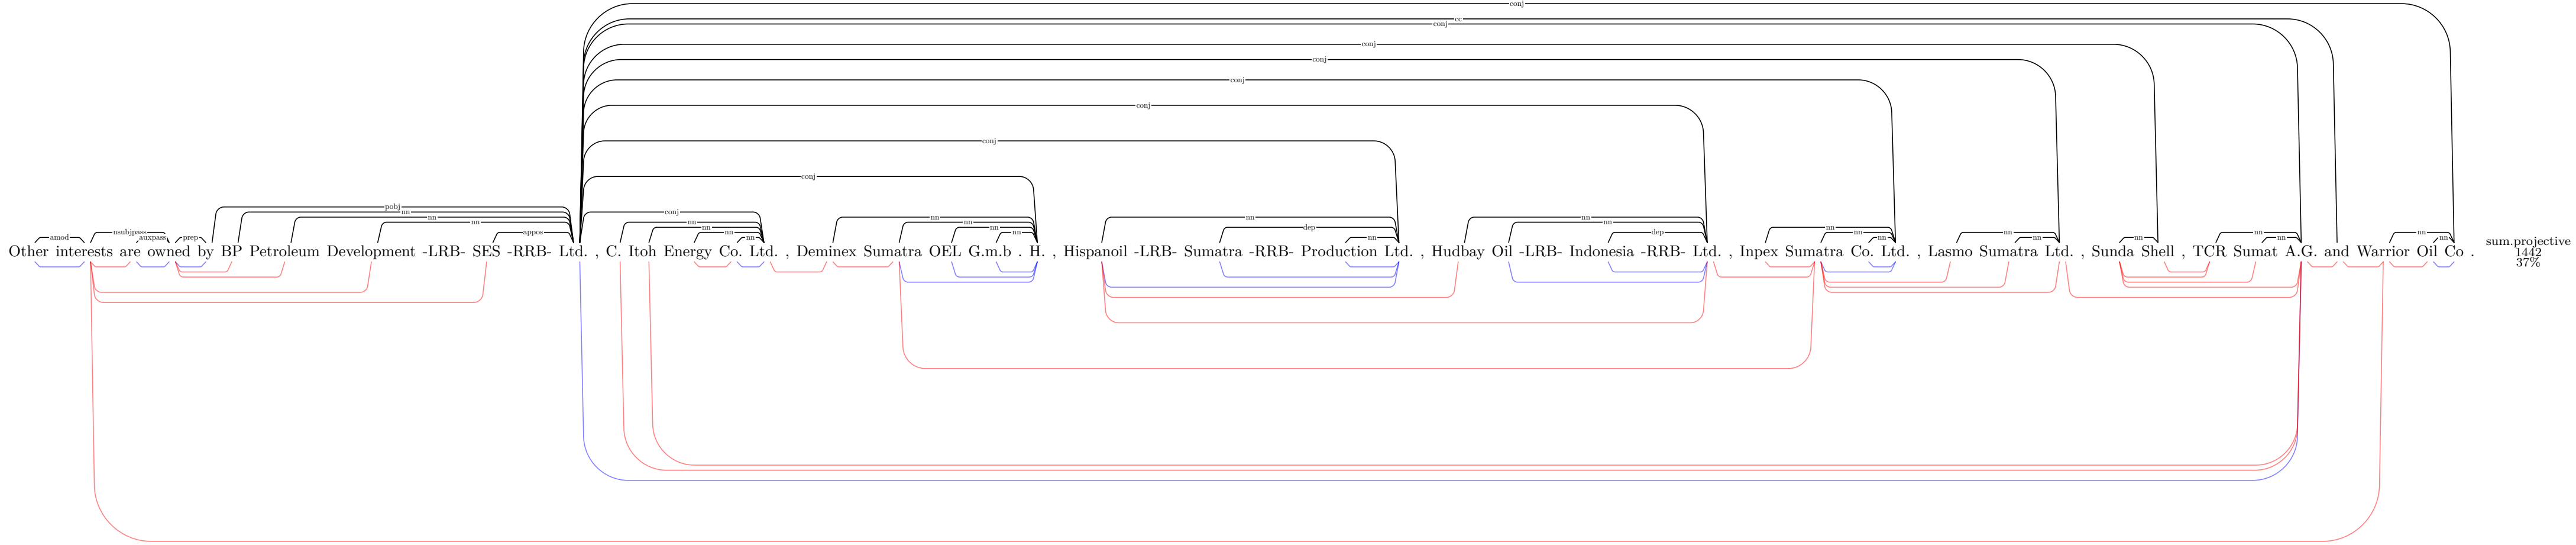 conj
cc
conj
conj
conj
conj
conj
conj
conj
pobj
nn
conj
nn nn nn nn nn nn
nn nn nn nn nn nn
nsubjpass appos nn nn nn dep nn dep nn nn nn nn
amod auxpass prep nn nn nn nn nn nn nn nn
Other interests are owned by BP Petroleum Development -LRB- SES -RRB- Ltd. , C. Itoh Energy Co. Ltd. , Deminex Sumatra OEL G.m.b . H. , Hispanoil -LRB- Sumatra -RRB- Production Ltd. , Hudbay Oil -LRB- Indonesia -RRB- Ltd. , Inpex Sumatra Co. Ltd. , Lasmo Sumatra Ltd. , Sunda Shell , TCR Sumat A.G. and Warrior Oil Co .
sum.projective
1442
37%